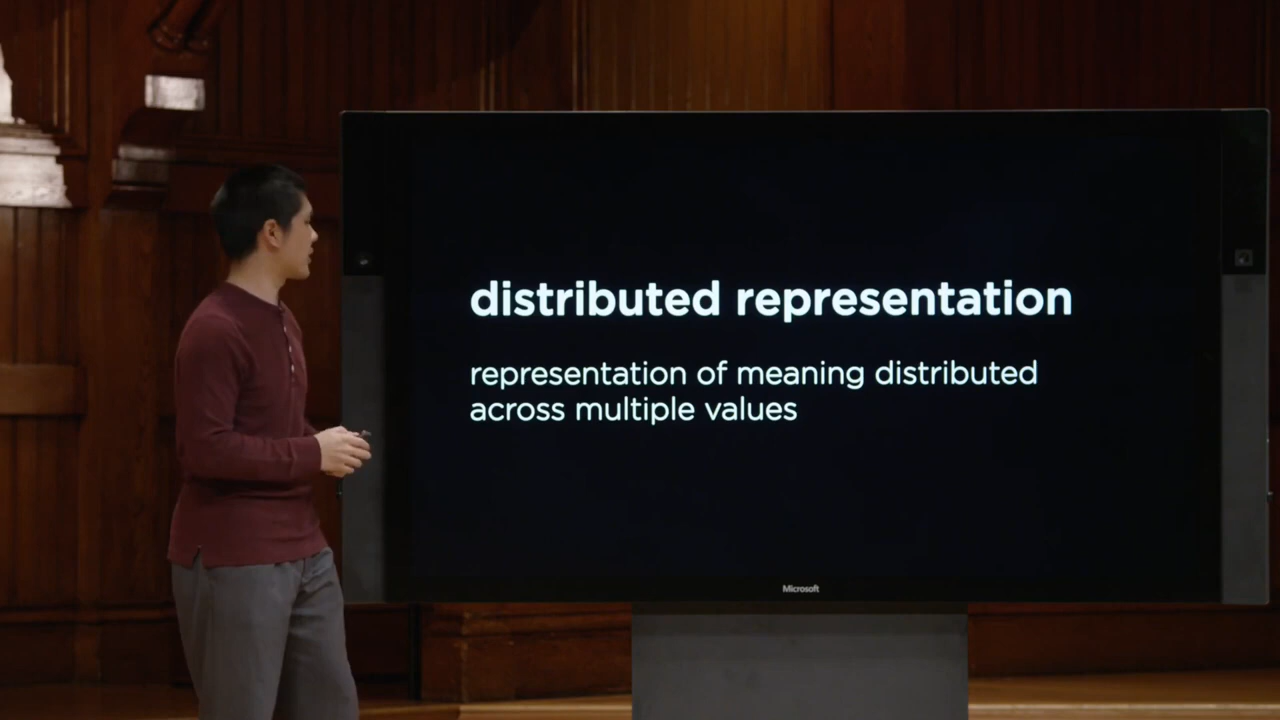 distributed representation
representation of meaning distributed
across multiple values
Microsoft